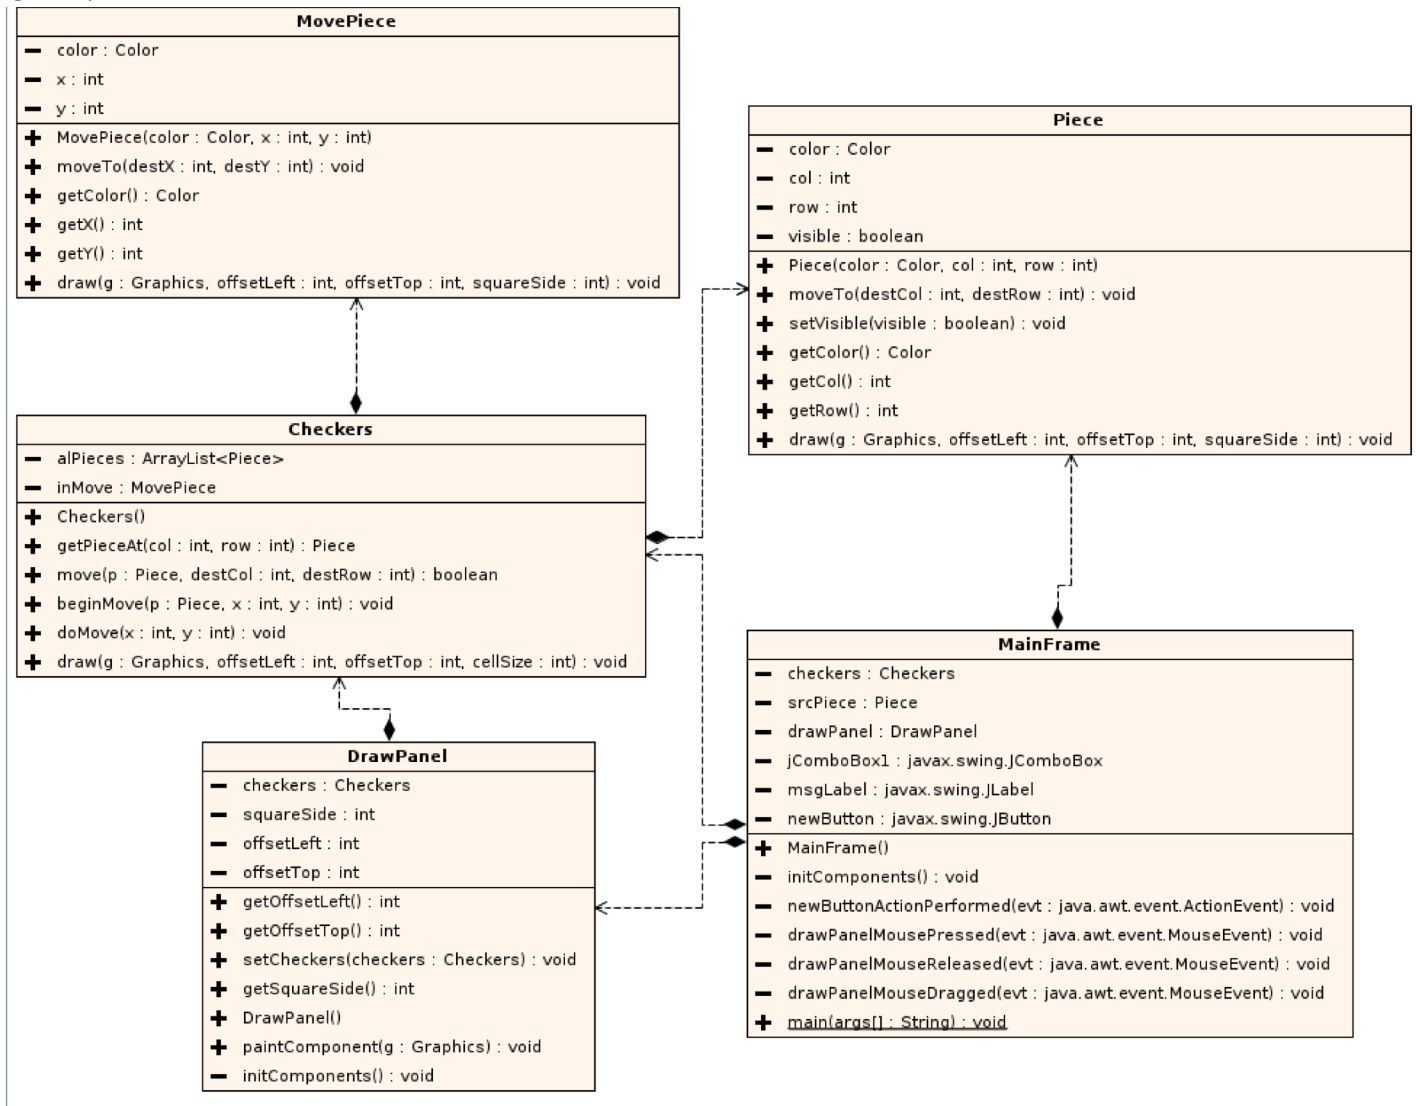 MovePiece
color : Color
x : int
y : int
MovePiece(color : Color, x : int, y : int)
moveTo(destX : int, destY : int) : void
getColor() : Color
getX() : int
getY() : int
draw(g : Graphics, offsetLeft : int, offsetTop : int, squareSide : int) : void
Piece
color : Color
col : int
row : int
visible : boolean
Piece(color : Color, col : int, row : int)
moveTo(destCol : int, destRow : int) : void
setVisible(visible : boolean) : void
getColor() : Color
getCol() : int
getRow() : int
draw(g : Graphics, offsetLeft : int, offsetTop : int, squareSide : int) : void
Checkers
alPieces : ArrayList<Piece>
inMove : MovePiece
Checkers()
getPieceAt(col : int, row : int) : Piece
move(p : Piece, destCol : int, destRow : int) : boolean
beginMove(p : Piece, x : int, y : int) : void
doMove(x : int, y : int) : void
draw(g : Graphics, offsetLeft : int, offsetTop : int, cellSize : int) : void
MainFrame
checkers : Checkers
srcPiece : Piece
drawPanel : DrawPanel
jComboBox1 : javax.swing.JComboBox
msgLabel : javax.swing.JLabel
newButton : javax.swing.JButton
MainFrame()
initComponents() : void
newButtonActionPerformed(evt : java.awt.event.ActionEvent) : void
drawPanelMousePressed(evt : java.awt.event.MouseEvent) : void
drawPanelMouseReleased(evt : java.awt.event.MouseEvent) : void
drawPanelMouseDragged(evt : java.awt.event.MouseEvent) : void
main(args[] : String) : void
DrawPanel
checkers : Checkers
squareSide : int
offsetLeft : int
offsetTop : int
getOffsetLeft() : int
getOffsetTop() : int
setCheckers(checkers : Checkers) : void
getSquareSide() : int
DrawPanel()
paintComponent(g : Graphics) : void
initComponents() : void